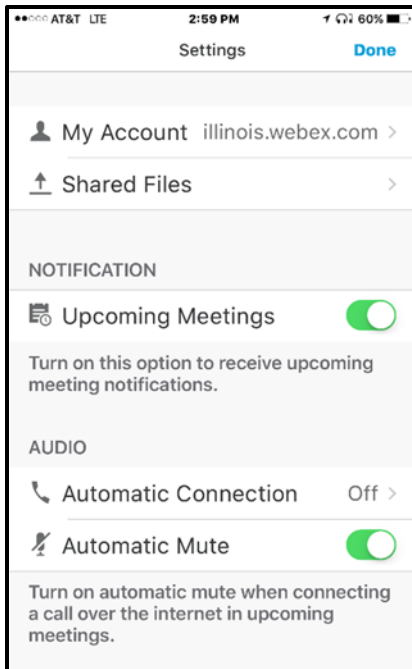 AT&T LTE 2:59 PM 60%
Settings Done
My Account illinois.webex.com >
Shared Files >
NOTIFICATION
Upcoming Meetings
Turn on this option to receive upcoming
meeting notifications.
AUDIO
Automatic Connection Off >
Automatic Mute
Turn on automatic mute when connecting
a call over the internet in upcoming
meetings.